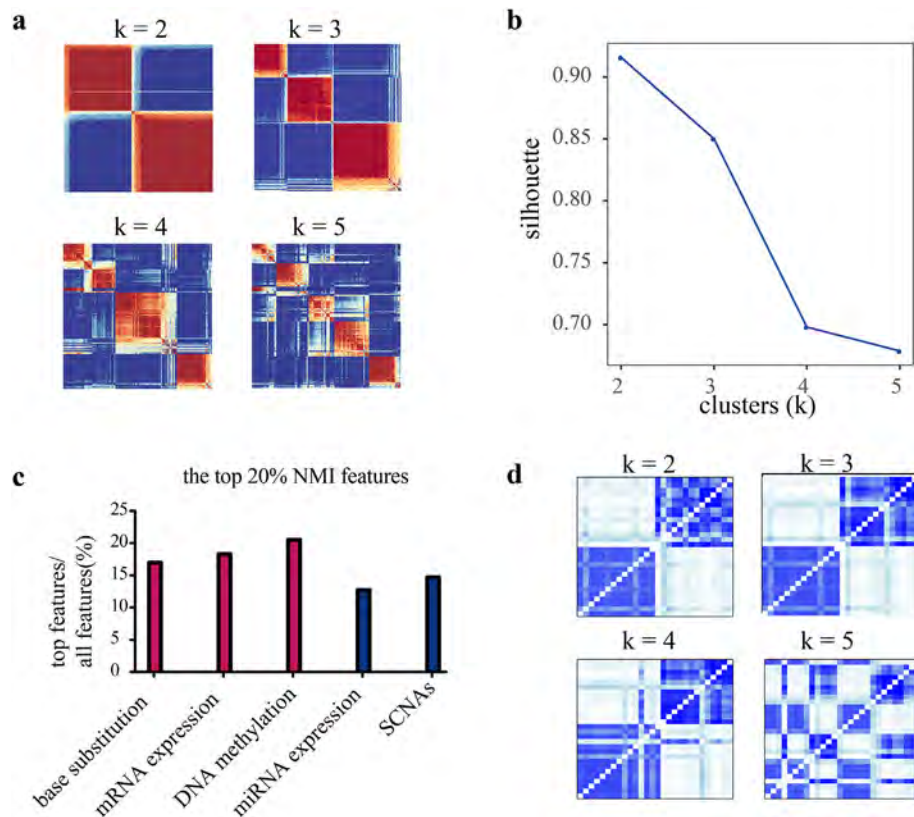 a
k = 2
k = 3
k = 4
k = 5
b
silhouette
0.90
0.85
0.80
0.75
0.70
2
3
4
5
clusters (k)
c
the top 20% NMI features
top features/
all features(%)
25
20
15
10
5
0
base substitution
mRNA expression
DNA methylation
miRNA expression
SCNAs
d
k = 2
k = 3
k = 4
k = 5